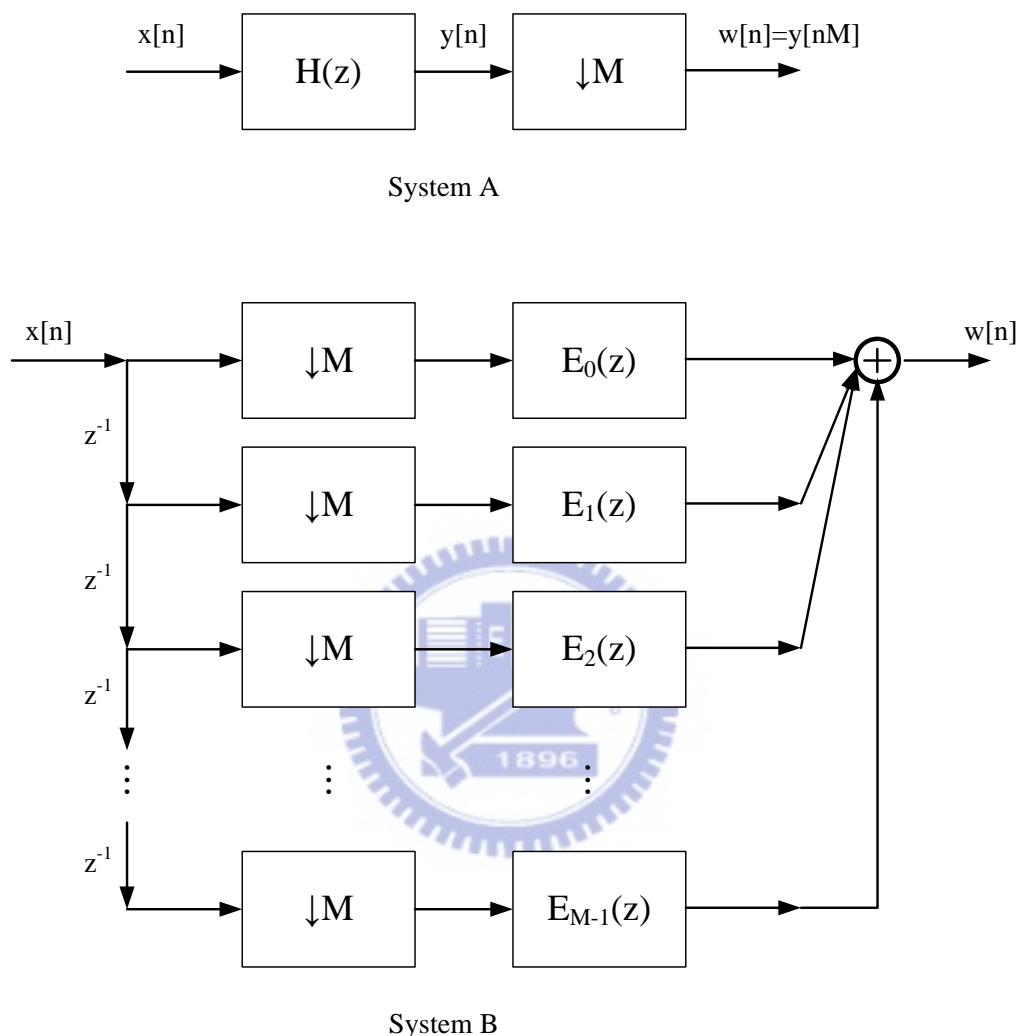 x[n]
y[n]
w[n]=y[nM]
H(z)
↓M
System A
x[n]
w[n]
↓M
E₀(z)
+
z⁻¹
↓M
E₁(z)
z⁻¹
↓M
E₂(z)
z⁻¹
1896
z⁻¹
↓M
E_{M-1}(z)
System B